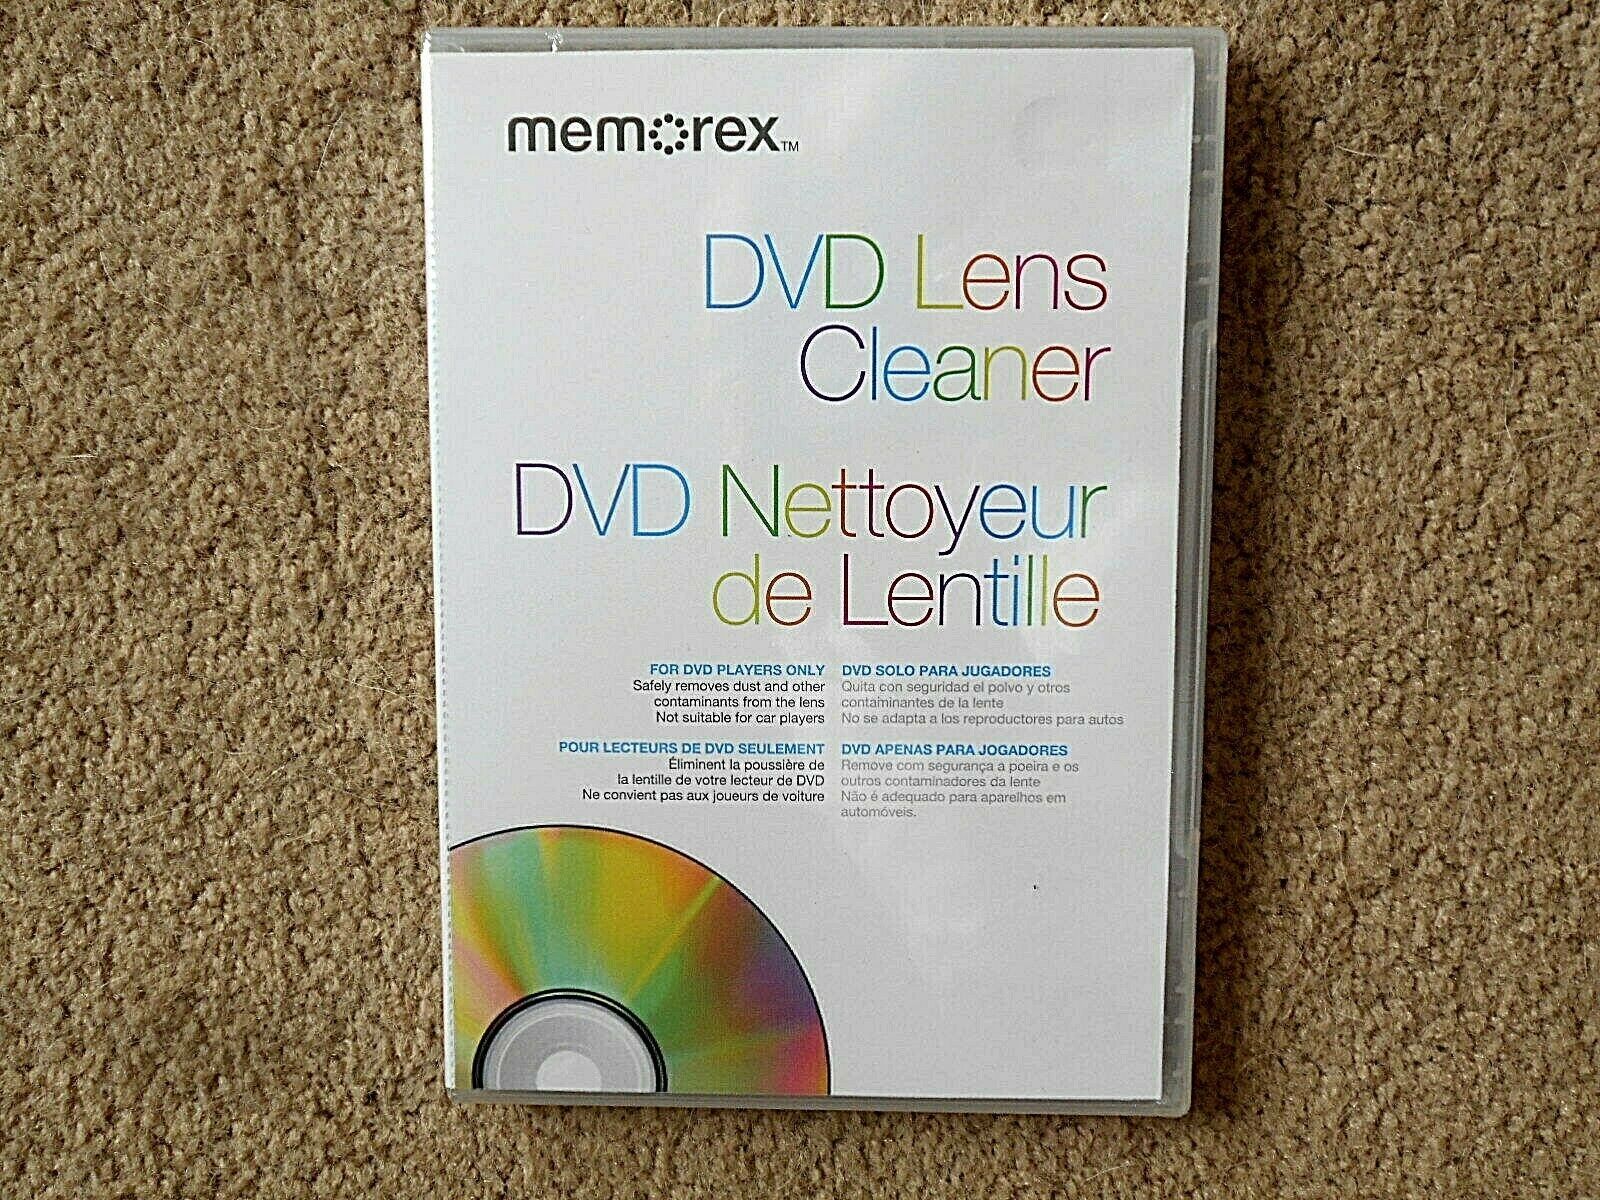 memorex™
DVD Lens
Cleaner
DVD Nettoyeur
de Lentille
FOR DVD PLAYERS ONLY
Safely removes dust and other
contaminants from the lens
Not suitable for car players
DVD SOLO PARA JUGADORES
Quita con seguridad el polvo y otros
contaminantes de la lente
No se adapta a los reproductores para autos
POUR LECTEURS DE DVD SEULEMENT
Éliminent la poussière de
la lentille de votre lecteur de DVD
Ne convient pas aux joueurs de voiture
DVD APENAS PARA JOGADORES
Remove com segurança a poeira e os
outros contaminadores da lente
Não é adequado para aparelhos em
automóveis.